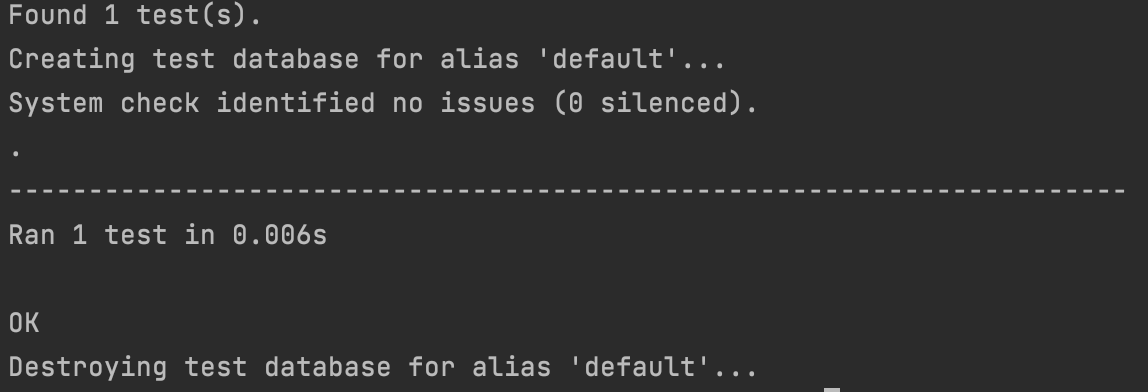 Found 1 test(s).
Creating test database for alias 'default'...
System check identified no issues (0 silenced).
.
----------------------------------------------------------------------
Ran 1 test in 0.006s
OK
Destroying test database for alias 'default'...